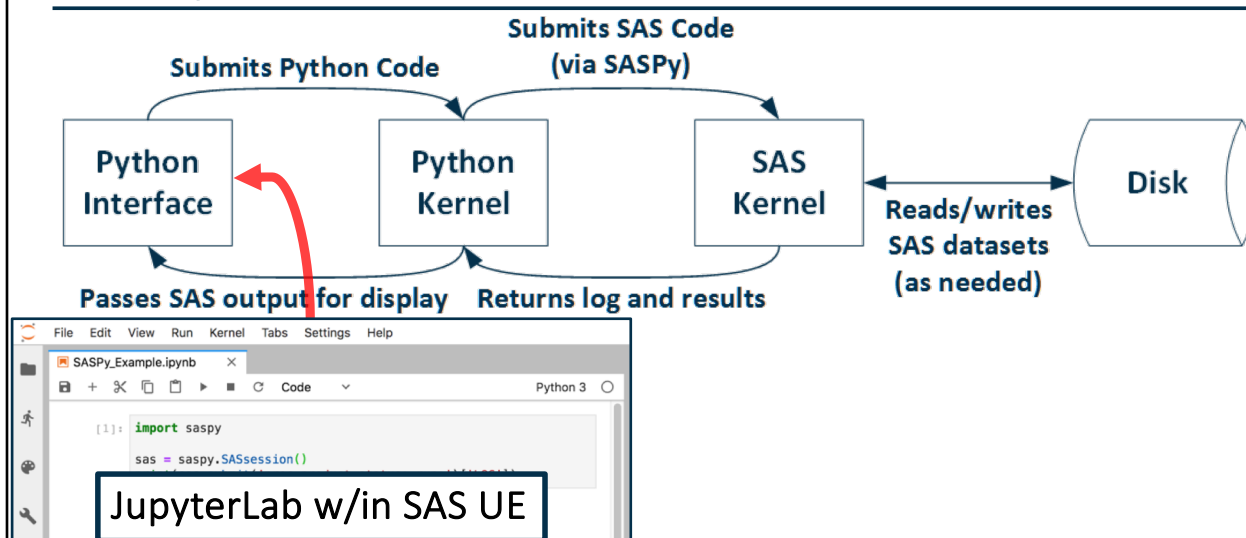 Submits SAS Code
(via SASPy)
Submits Python Code
Python
Interface
Python
Kernel
SAS
Kernel
Disk
Reads/writes
SAS datasets
(as needed)
Passes SAS output for display
Returns log and results
File Edit View Run Kernel Tabs Settings Help
SASPy_Example.ipynb
Code
Python 3
[1]: import saspy
sas = saspy.SASsession()
JupyterLab w/in SAS UE